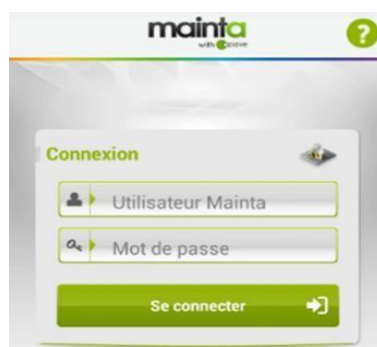 mainta
with
?
Connexion
Utilisateur Mainta
Mot de passe
Se connecter